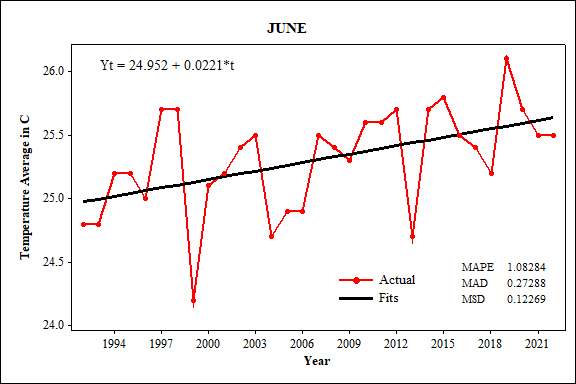 JUNE
Yt = 24.952 + 0.0221*t
Temperature Average in C
26.0
25.5
25.0
24.5
24.0
Actual
Fits
MAPE 1.08284
MAD 0.27288
MSD 0.12269
1994 1997 2000 2003 2006 2009 2012 2015 2018 2021
Year